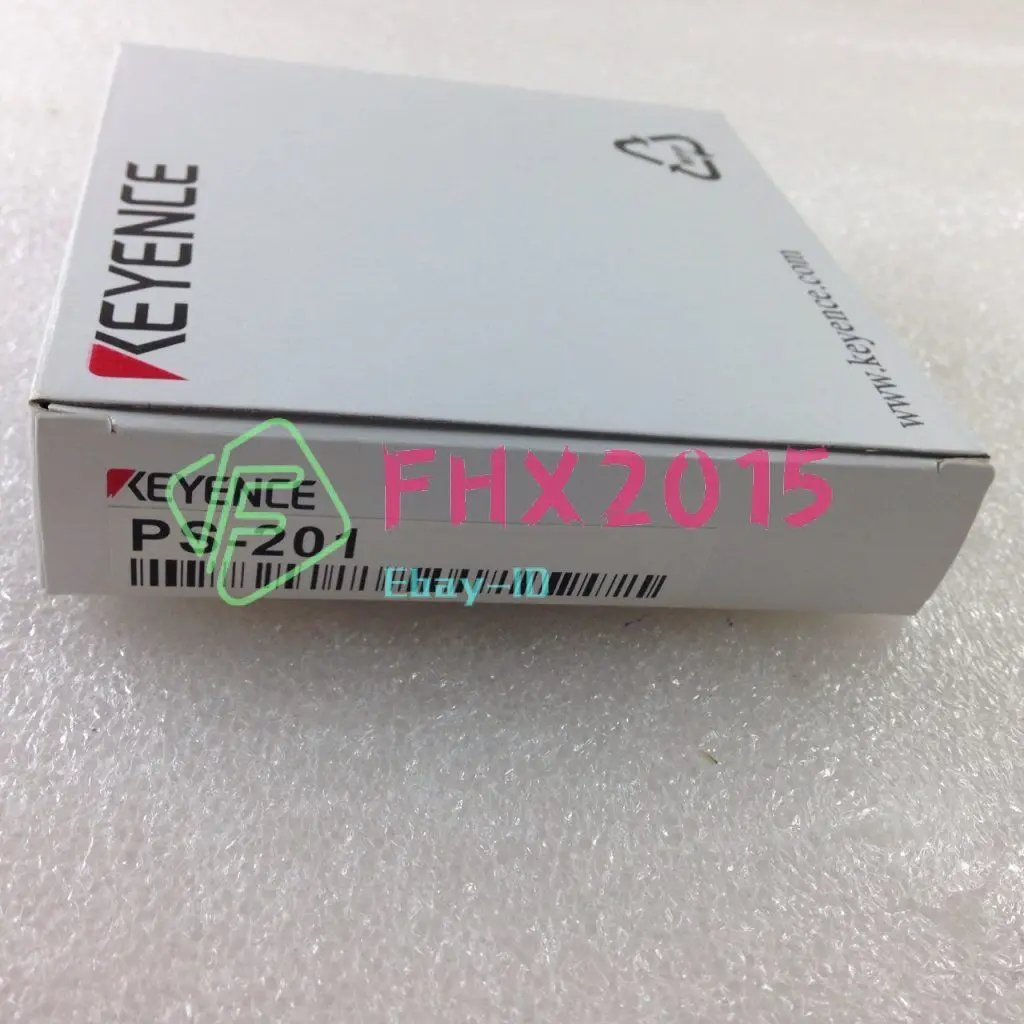 KEYENCE
www.keyence.com
KEYENCE
PS-201
FHX2015
Ebay-ID